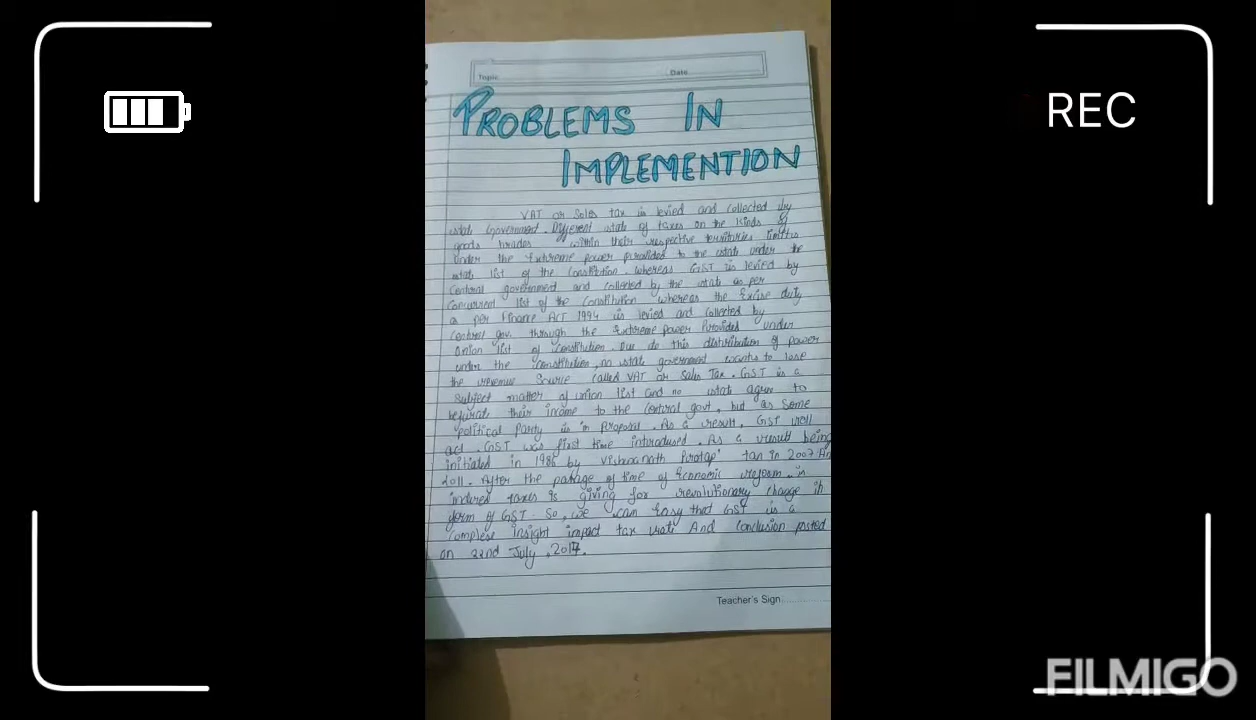 REC
Topic Date
PROBLEMS IN
IMPLEMENTION
VAT or Sales tax is levied and collected by
state Government. Different state of taxes on the kinds of
goods trades within their respective territories limits
under the Extreme power provided to the state under the
state list of the Constitution. whereas GST is levied by
Central government and collected by the state as per
Concurrent list of the Constitution whereas the Excise duty
a per Finance ACT 1994 is levied and collected by
Central gov. through the Extreme power Provided under
Union list of Constitution. Due do this distribution of power
under the constitution, no state government wants to lose
the revenue source called VAT or Sales Tax. GST is a
subject matter of union list and no state agree to
their income to the Central govt, but as some
political Party is in proposal. As a result, GST well
act. GST was first time introdused. As a result being
initiated in 1986 by Vishwanath Pratap' tan in 2007 An
2011. After the passage of time of Economic reform in
indirect taxes is giving for revolutionary change in
form of GST. So, we can Easy that GST is a
complese insight impact tax rate And conclusion posted
on 22nd July, 2017.
Teacher's Sign
FILMIGO